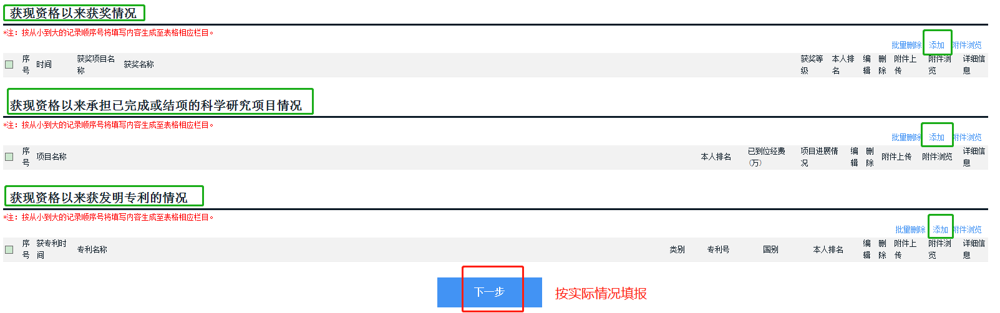 获现资格以来获奖情况
*注：按从小到大的记录顺序号将填写内容生成至表格相应栏目。
批量删除 添加 附件浏览
序号 时间 获奖项目名称 获奖名称 获奖等级 本人排名 编辑 删除 附件上传 附件浏览 详细信息
获现资格以来承担已完成或结项的科学研究项目情况
*注：按从小到大的记录顺序号将填写内容生成至表格相应栏目。
批量删除 添加 附件浏览
序号 项目名称 本人排名 已到位经费(万) 项目进展情况 编辑 删除 附件上传 附件浏览 详细信息
获现资格以来获发明专利的情况
*注：按从小到大的记录顺序号将填写内容生成至表格相应栏目。
批量删除 添加 附件浏览
序号 获专利时间 专利名称 类别 专利号 国别 本人排名 编辑 删除 附件上传 附件浏览 详细信息
下一步 按实际情况填报